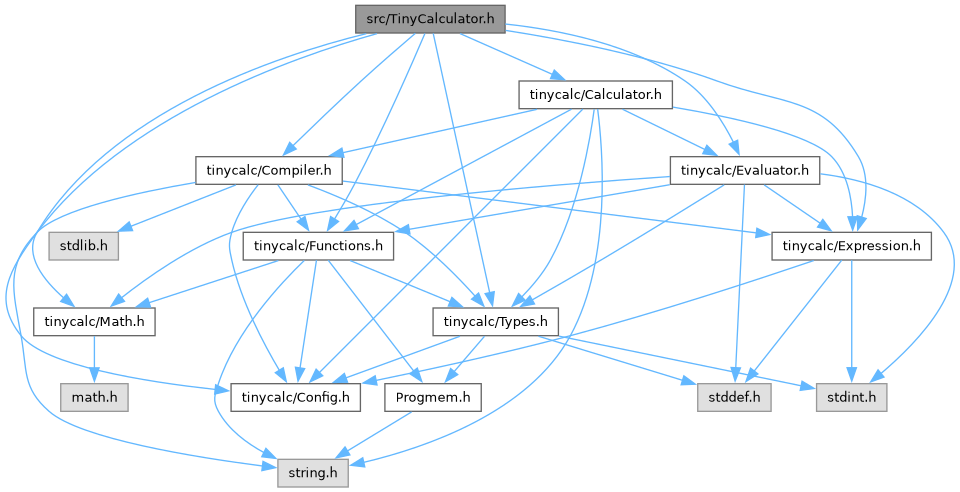 src/TinyCalculator.h
tinycalc/Calculator.h
tinycalc/Compiler.h
tinycalc/Evaluator.h
stdlib.h
tinycalc/Functions.h
tinycalc/Expression.h
tinycalc/Math.h
tinycalc/Types.h
math.h
tinycalc/Config.h
Progmem.h
stddef.h
stdint.h
string.h